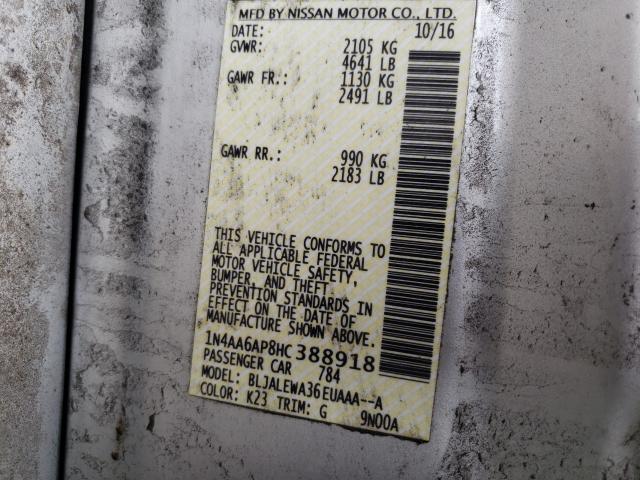 MFD BY NISSAN MOTOR CO., LTD.
DATE: 10/16
GVWR: 2105 KG
4641 LB
GAWR FR.: 1130 KG
2491 LB
GAWR RR.: 990 KG
2183 LB
THIS VEHICLE CONFORMS TO
ALL APPLICABLE FEDERAL
MOTOR VEHICLE SAFETY,
BUMPER, AND THEFT
PREVENTION STANDARDS IN
EFFECT ON THE DATE OF
MANUFACTURE SHOWN ABOVE.
1N4AA6AP8HC388918
PASSENGER CAR 784
MODEL: BLJALEWA36EUAAA--A
COLOR: K23 TRIM: G 9N00A